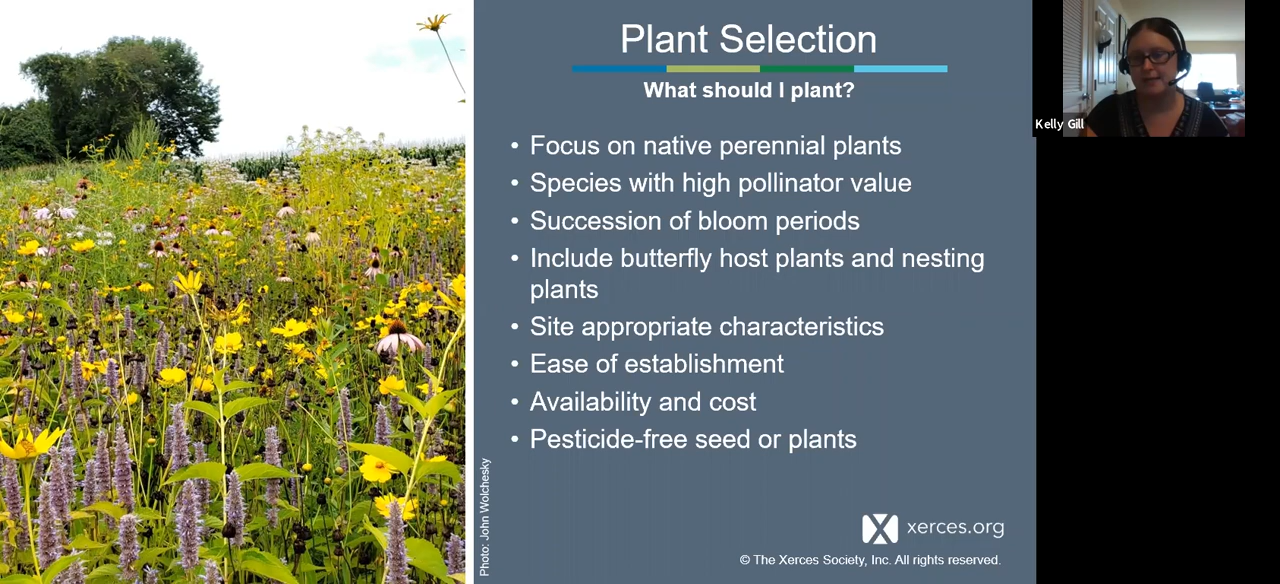 Plant Selection
What should I plant?
• Focus on native perennial plants
• Species with high pollinator value
• Succession of bloom periods
• Include butterfly host plants and nesting
plants
• Site appropriate characteristics
• Ease of establishment
• Availability and cost
• Pesticide-free seed or plants
Photo: John Wolchesky
xerces.org
© The Xerces Society, Inc. All rights reserved.
Kelly Gill